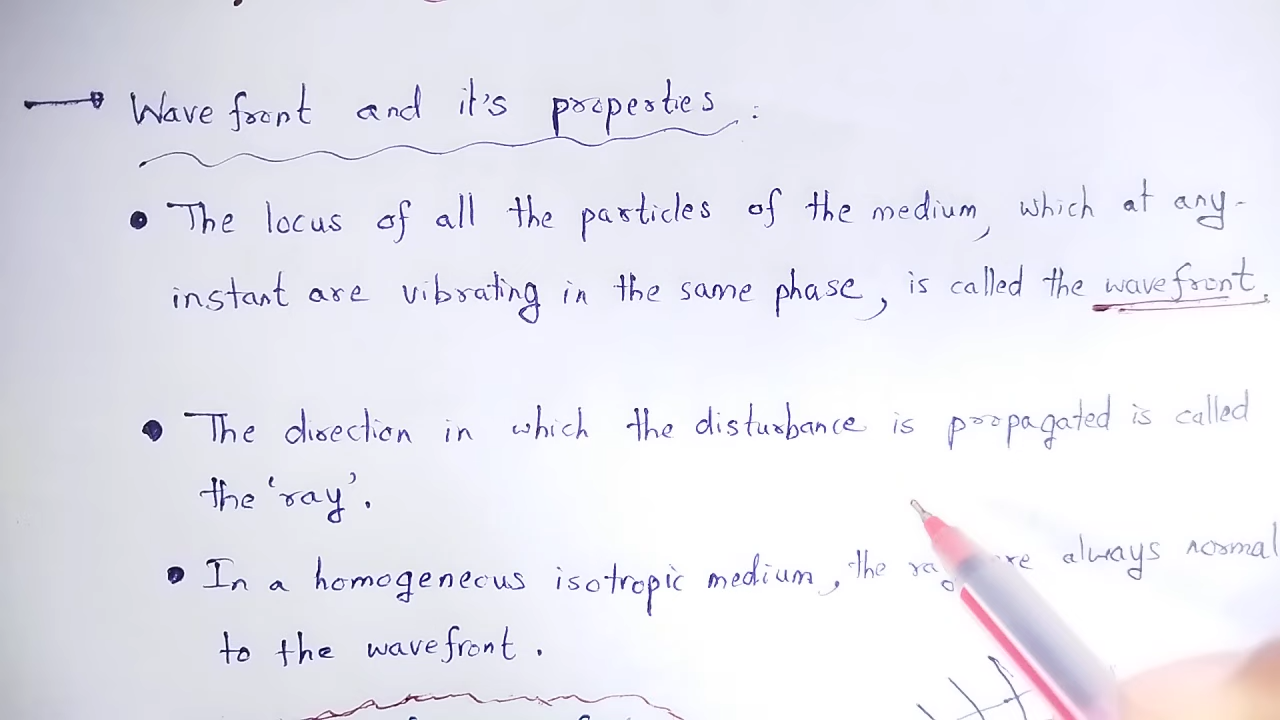 Wavefront and it's properties :
The locus of all the particles of the medium, which at any-
instant are vibrating in the same phase, is called the wavefront.
The direction in which the disturbance is propagated is called
the 'ray'.
In a homogeneous isotropic medium, the always normal
to the wavefront.